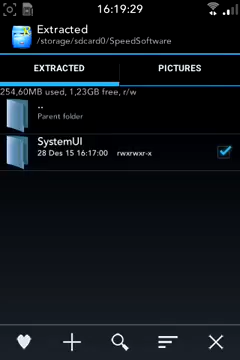 16:19:29
Extracted
/storage/sdcard0/SpeedSoftware
EXTRACTED
PICTURES
254,60MB used, 1,23GB free, r/w
..
Parent folder
SystemUI
28 Des 15 16:17:00 rwxrwxr-x